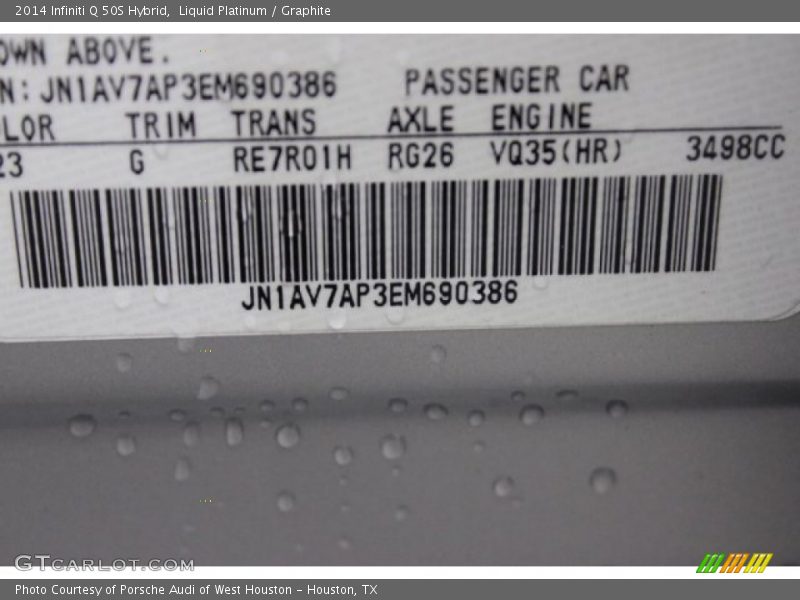 2014 Infiniti Q 50S Hybrid,  Liquid Platinum / Graphite
OWN ABOVE.
N: JN1AV7AP3EM690386 PASSENGER CAR
LOR TRIM TRANS AXLE ENGINE
23 G RE7R01H RG26 VQ35(HR) 3498CC
JN1AV7AP3EM690386
GTCARLOT.COM
Photo Courtesy of Porsche Audi of West Houston – Houston, TX